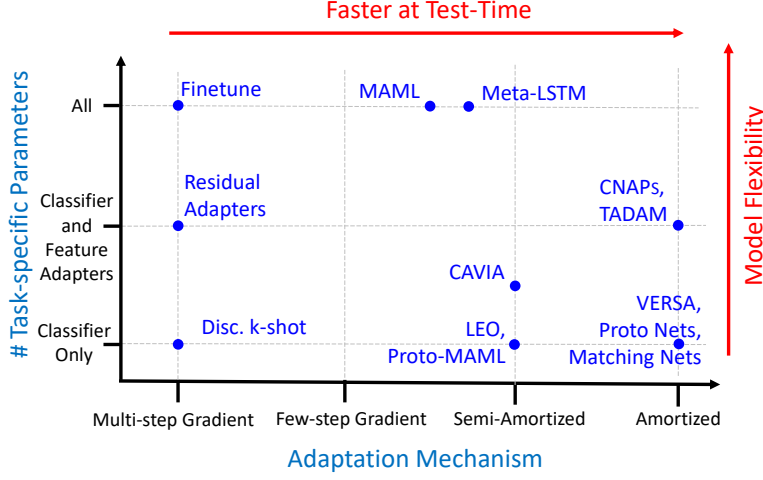 Faster at Test-Time
# Task-specific Parameters
Model Flexibility
All
Finetune
MAML
Meta-LSTM
Classifier
and
Feature
Adapters
Residual
Adapters
CNAPs,
TADAM
CAVIA
Classifier
Only
Disc. k-shot
LEO,
Proto-MAML
VERSA,
Proto Nets,
Matching Nets
Multi-step Gradient
Few-step Gradient
Semi-Amortized
Amortized
Adaptation Mechanism